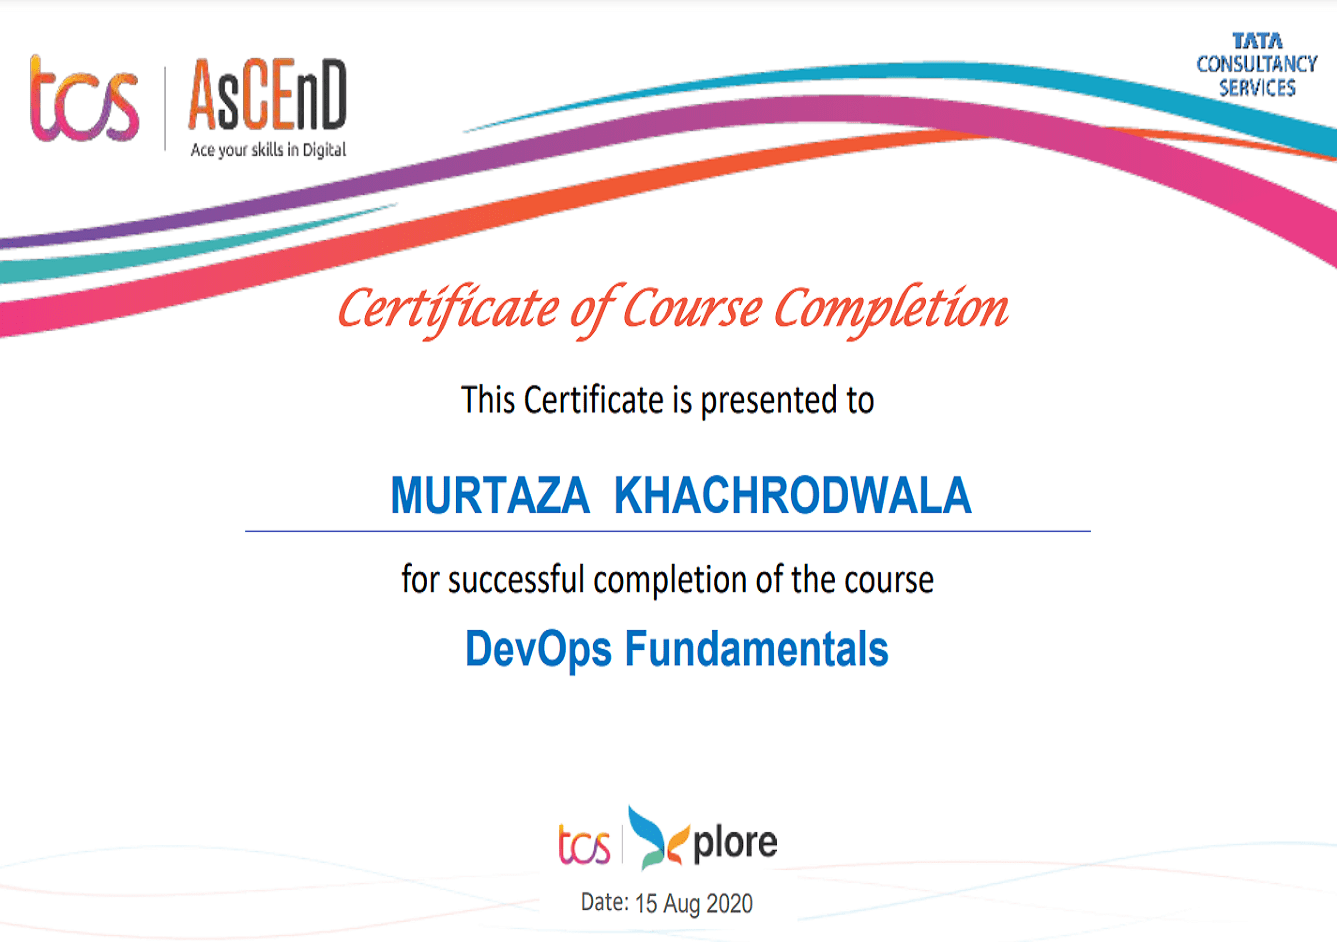 tcs AsCEnD
Ace your skills in Digital
TATA
CONSULTANCY
SERVICES
Certificate of Course Completion
This Certificate is presented to
MURTAZA KHACHRODWALA
for successful completion of the course
DevOps Fundamentals
tcs Xplore
Date: 15 Aug 2020